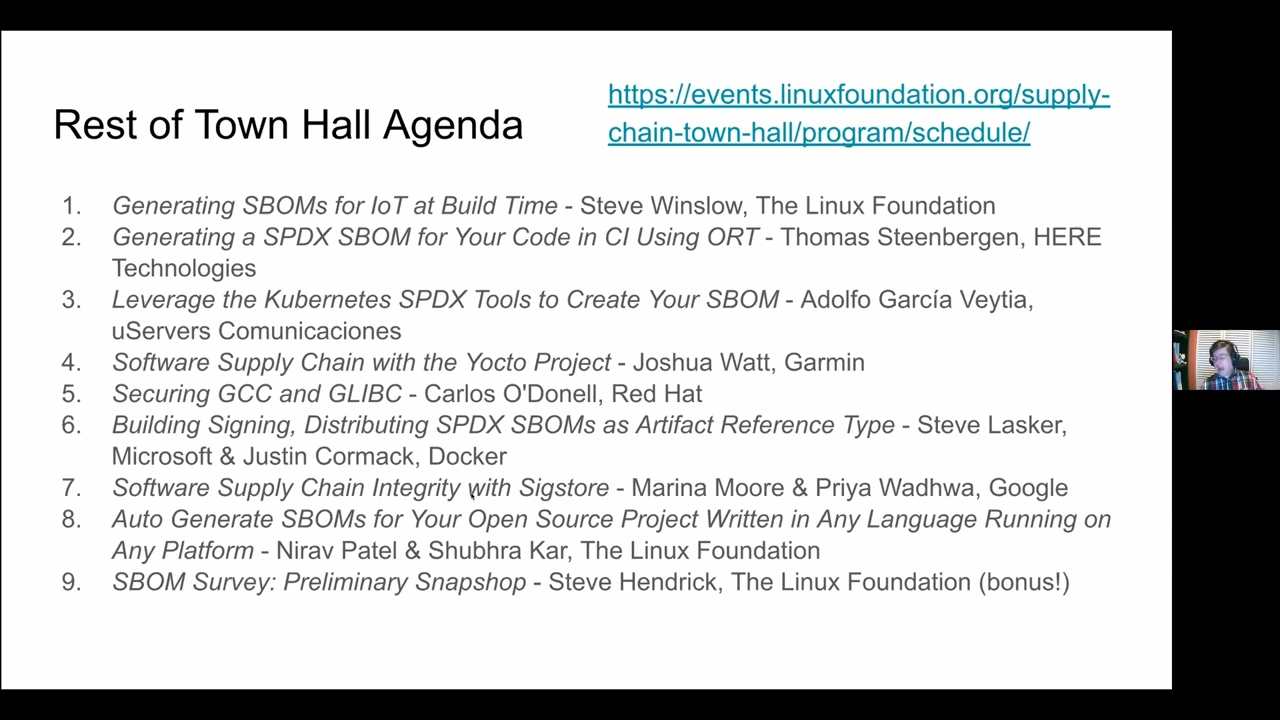 Rest of Town Hall Agenda
https://events.linuxfoundation.org/supply-
chain-town-hall/program/schedule/
1. Generating SBOMs for IoT at Build Time - Steve Winslow, The Linux Foundation
2. Generating a SPDX SBOM for Your Code in CI Using ORT - Thomas Steenbergen, HERE
Technologies
3. Leverage the Kubernetes SPDX Tools to Create Your SBOM - Adolfo García Veytia,
uServers Comunicaciones
4. Software Supply Chain with the Yocto Project - Joshua Watt, Garmin
5. Securing GCC and GLIBC - Carlos O'Donell, Red Hat
6. Building Signing, Distributing SPDX SBOMs as Artifact Reference Type - Steve Lasker,
Microsoft & Justin Cormack, Docker
7. Software Supply Chain Integrity with Sigstore - Marina Moore & Priya Wadhwa, Google
8. Auto Generate SBOMs for Your Open Source Project Written in Any Language Running on
Any Platform - Nirav Patel & Shubhra Kar, The Linux Foundation
9. SBOM Survey: Preliminary Snapshop - Steve Hendrick, The Linux Foundation (bonus!)